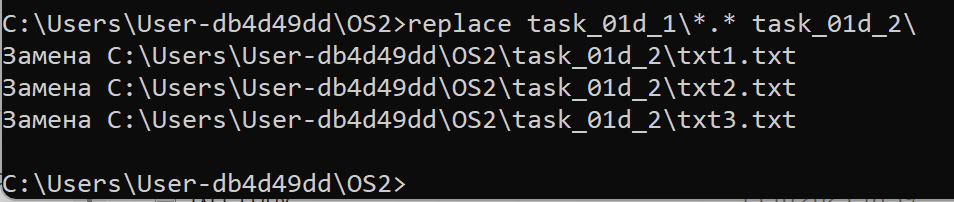 C:\Users\User-db4d49dd\OS2>replace task_01d_1\*.* task_01d_2\
Замена C:\Users\User-db4d49dd\OS2\task_01d_2\txt1.txt
Замена C:\Users\User-db4d49dd\OS2\task_01d_2\txt2.txt
Замена C:\Users\User-db4d49dd\OS2\task_01d_2\txt3.txt
C:\Users\User-db4d49dd\OS2>